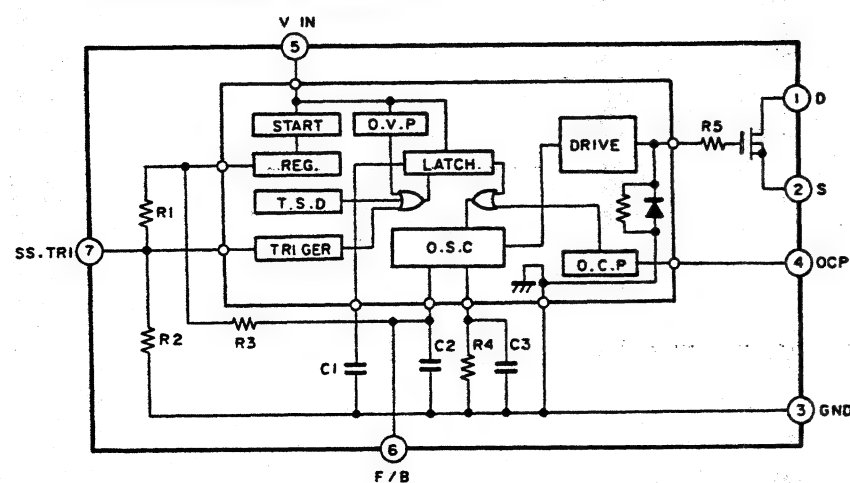 V IN
5
1 D
START
O.V.P
R5
DRIVE
REG.
LATCH.
R1
T.S.D
2 S
SS.TRI 7
TRIGER
O.S.C
O.C.P
4 OCP
R2
R3
C2
R4
C3
C1
3 GND
6
F/B